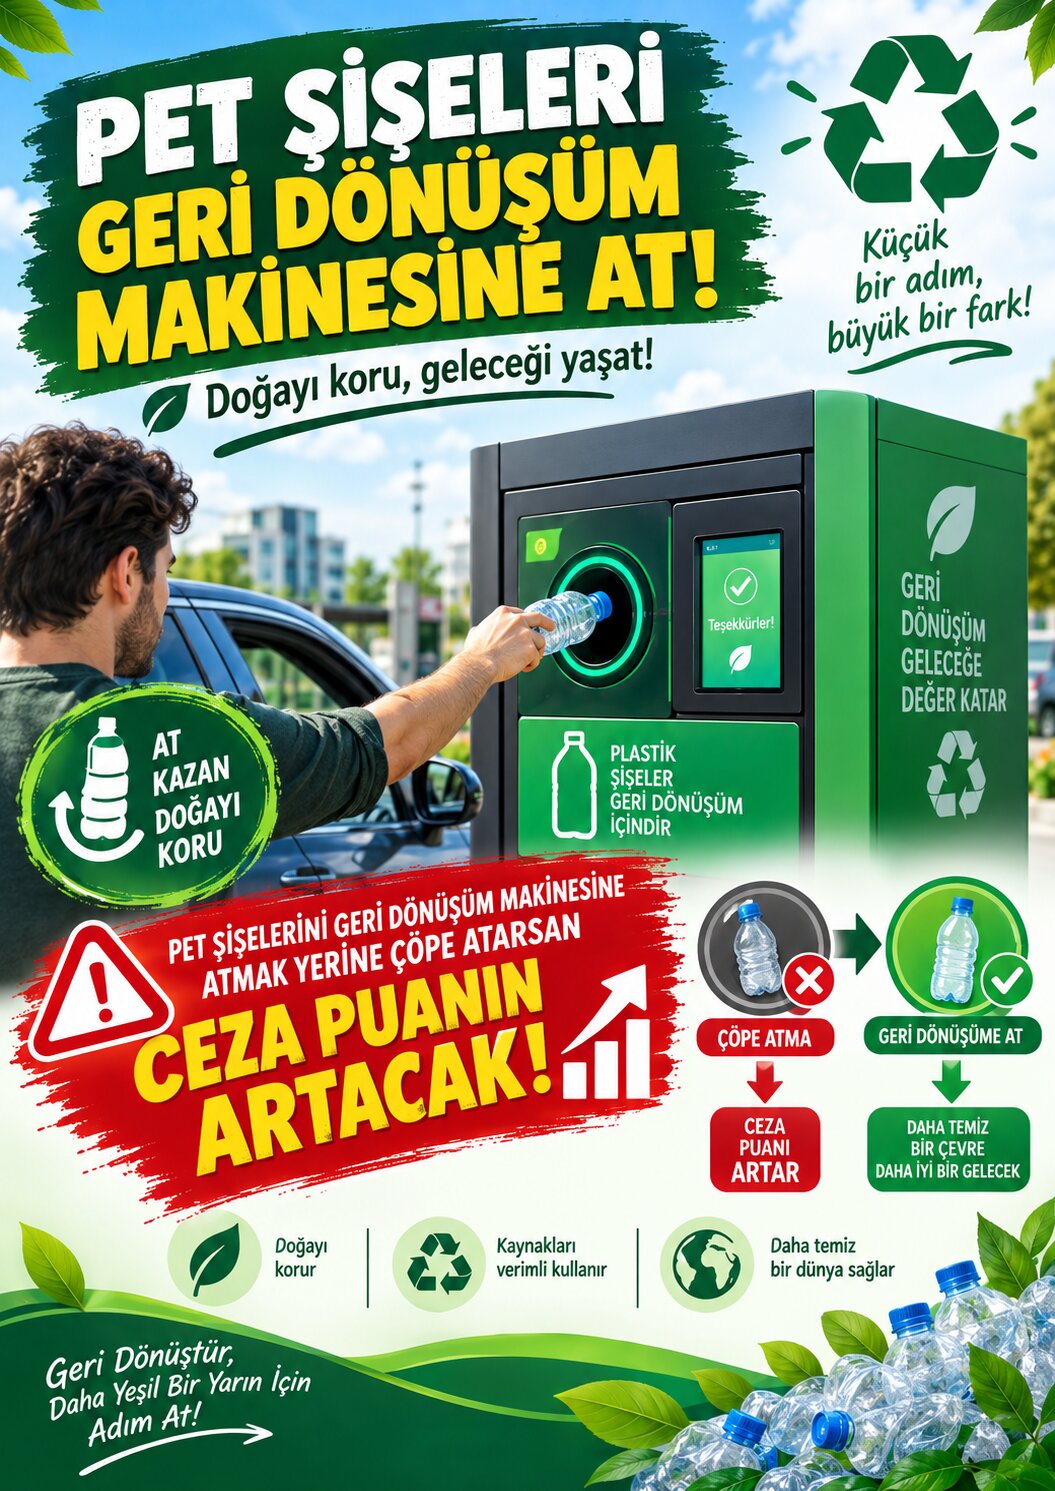 PET ŞİŞELERİ
GERİ DÖNÜŞÜM
MAKİNESİNE AT!
Doğayı koru, geleceği yaşat!
Küçük
bir adım,
büyük bir fark!
Teşekkürler!
GERİ
DÖNÜŞÜM
GELECEĞE
DEĞER KATAR
PLASTİK
ŞİŞELER
GERİ DÖNÜŞÜM
İÇİNDİR
AT
KAZAN
DOĞAYI
KORU
PET ŞİŞELERİNİ GERİ DÖNÜŞÜM MAKİNESİNE
ATMAK YERİNE ÇÖPE ATARSAN
CEZA PUANIN
ARTACAK!
ÇÖPE ATMA
GERİ DÖNÜŞÜME AT
CEZA
PUANI
ARTAR
DAHA TEMİZ
BİR ÇEVRE
DAHA İYİ BİR GELECEK
Doğayı
korur
Kaynakları
verimli kullanır
Daha temiz
bir dünya sağlar
Geri Dönüştür,
Daha Yeşil Bir Yarın İçin
Adım At!